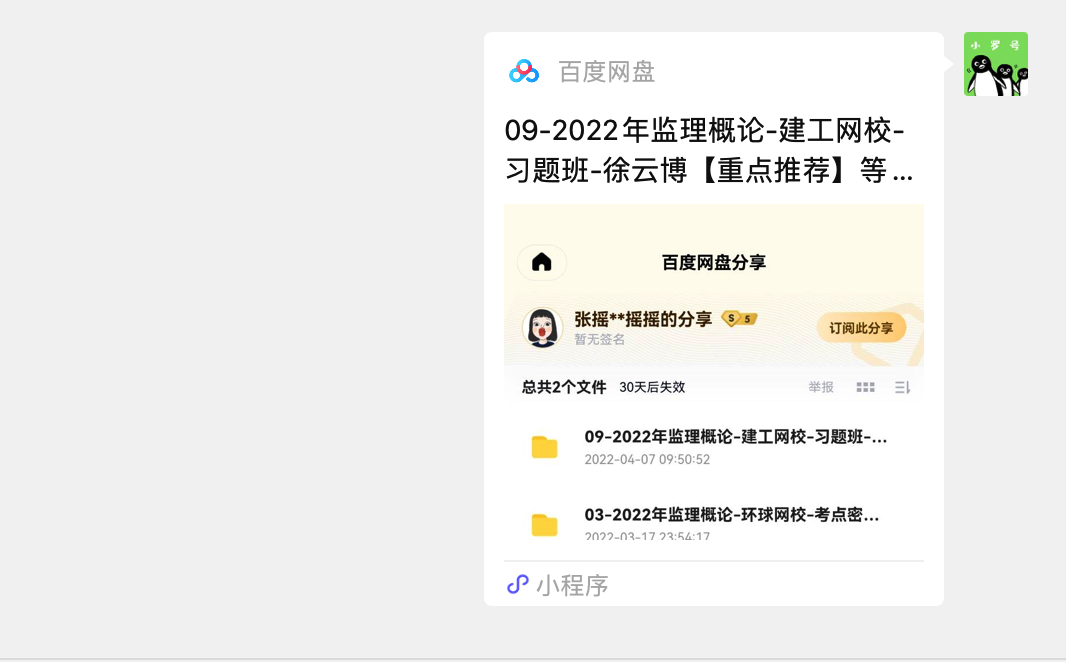 百度网盘
小罗号
09-2022年监理概论-建工网校-
习题班-徐云博【重点推荐】等...
百度网盘分享
张摇**摇摇的分享 S 5
暂无签名
订阅此分享
总共2个文件 30天后失效 举报
09-2022年监理概论-建工网校-习题班-...
2022-04-07 09:50:52
03-2022年监理概论-环球网校-考点密...
2022-03-17 23:54:17
小程序